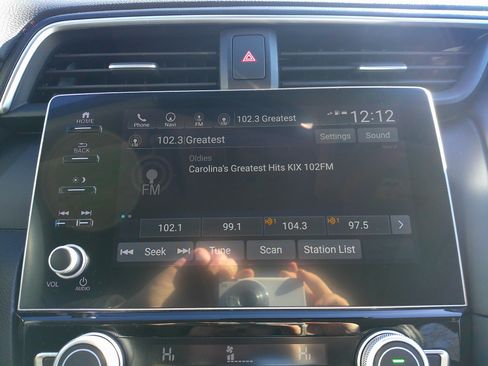 HOME
Phone
Navi
FM
102.3 Greatest
12:12
BACK
102.3 Greatest
Settings
Sound
Oldies
Carolina's Greatest Hits KIX 102FM
FM
102.1
99.1
104.3
97.5
Seek
Tune
Scan
Station List
VOL
AUDIO
Hi
Hi